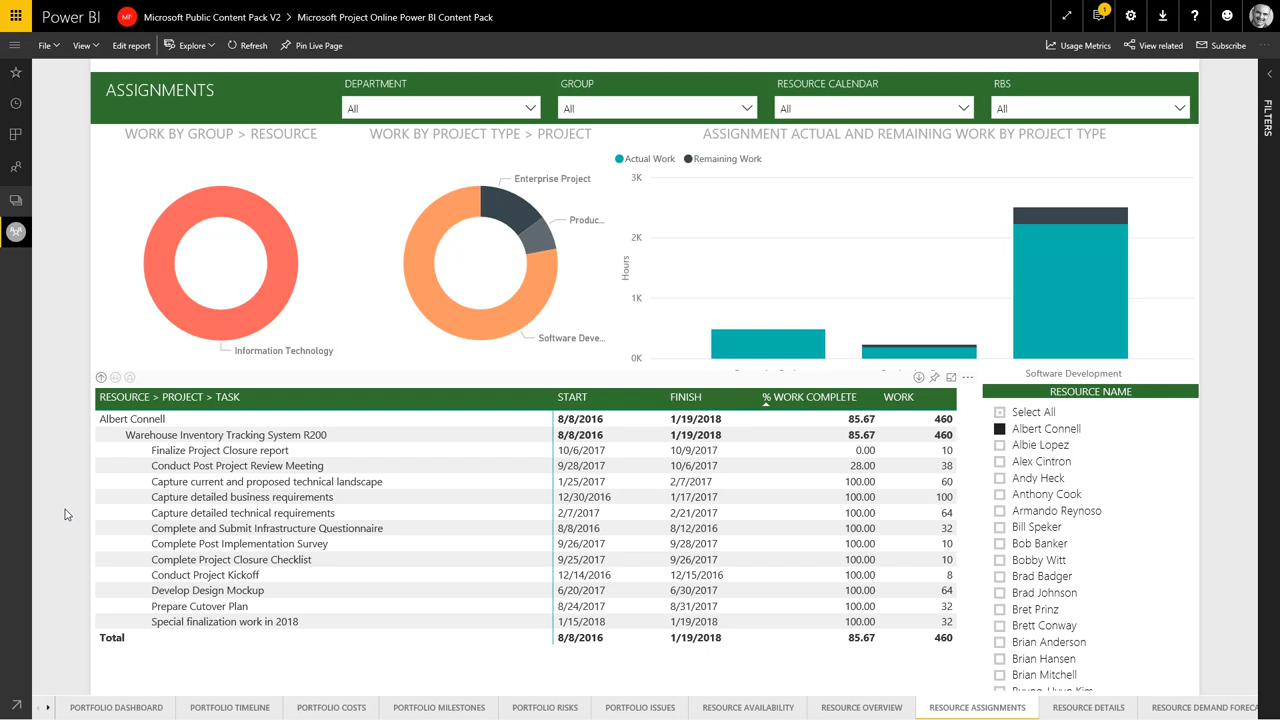 Power BI MP Microsoft Public Content Pack V2 > Microsoft Project Online Power BI Content Pack 1
File View Edit report Explore Refresh Pin Live Page Usage Metrics View related Subscribe
ASSIGNMENTS
DEPARTMENT GROUP RESOURCE CALENDAR RBS
All All All All
FILTERS
WORK BY GROUP > RESOURCE
Information Technology
WORK BY PROJECT TYPE > PROJECT
Enterprise Project
Produc...
Software Deve...
ASSIGNMENT ACTUAL AND REMAINING WORK BY PROJECT TYPE
Actual Work Remaining Work
3K
2K
1K
0K
Hours
Software Development
RESOURCE > PROJECT > TASK START FINISH % WORK COMPLETE WORK
Albert Connell 8/8/2016 1/19/2018 85.67 460
Warehouse Inventory Tracking System R200 8/8/2016 1/19/2018 85.67 460
Finalize Project Closure report 10/6/2017 10/9/2017 0.00 10
Conduct Post Project Review Meeting 9/28/2017 10/6/2017 28.00 38
Capture current and proposed technical landscape 1/25/2017 2/7/2017 100.00 60
Capture detailed business requirements 12/30/2016 1/17/2017 100.00 100
Capture detailed technical requirements 2/7/2017 2/21/2017 100.00 64
Complete and Submit Infrastructure Questionnaire 8/8/2016 8/12/2016 100.00 32
Complete Post Implementation Survey 9/26/2017 9/28/2017 100.00 10
Complete Project Closure Checklist 9/25/2017 9/26/2017 100.00 10
Conduct Project Kickoff 12/14/2016 12/15/2016 100.00 8
Develop Design Mockup 6/20/2017 6/30/2017 100.00 64
Prepare Cutover Plan 8/24/2017 8/31/2017 100.00 32
Special finalization work in 2018 1/15/2018 1/19/2018 100.00 32
Total 8/8/2016 1/19/2018 85.67 460
RESOURCE NAME
Select All
Albert Connell
Albie Lopez
Alex Cintron
Andy Heck
Anthony Cook
Armando Reynoso
Bill Speker
Bob Banker
Bobby Witt
Brad Badger
Brad Johnson
Bret Prinz
Brett Conway
Brian Anderson
Brian Hansen
Brian Mitchell
PORTFOLIO DASHBOARD PORTFOLIO TIMELINE PORTFOLIO COSTS PORTFOLIO MILESTONES PORTFOLIO RISKS PORTFOLIO ISSUES RESOURCE AVAILABILITY RESOURCE OVERVIEW RESOURCE ASSIGNMENTS RESOURCE DETAILS RESOURCE DEMAND FORECA